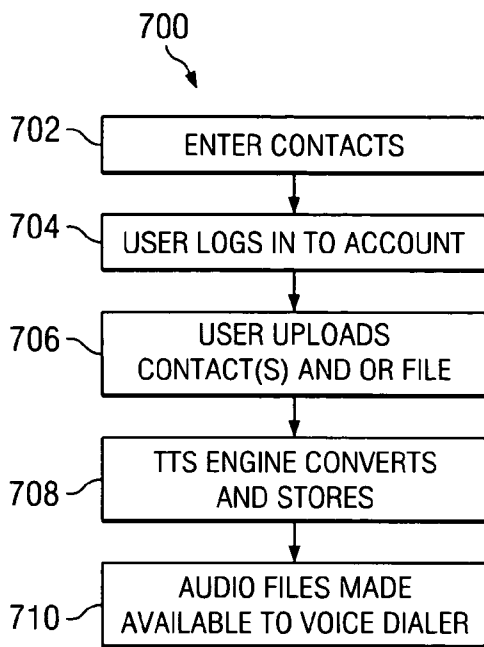 700
702
ENTER CONTACTS
704
USER LOGS IN TO ACCOUNT
706
USER UPLOADS
CONTACT(S) AND OR FILE
708
TTS ENGINE CONVERTS
AND STORES
710
AUDIO FILES MADE
AVAILABLE TO VOICE DIALER